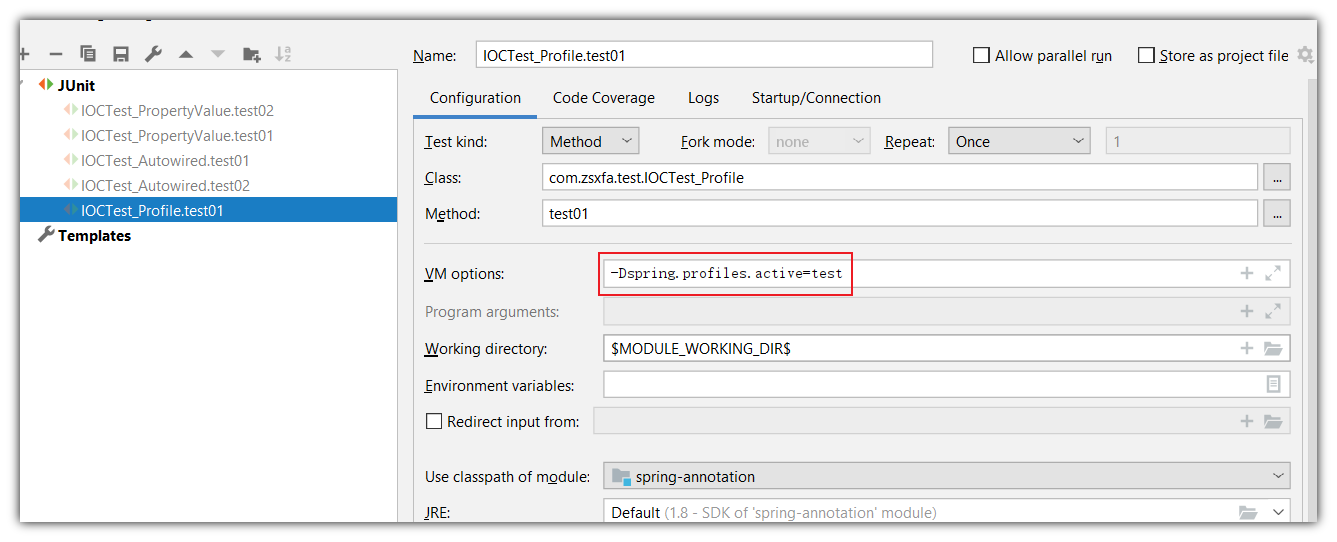 Name: IOCTest_Profile.test01 Allow parallel run Store as project file
JUnit
IOCTest_PropertyValue.test02
IOCTest_PropertyValue.test01
IOCTest_Autowired.test01
IOCTest_Autowired.test02
IOCTest_Profile.test01
Templates
Configuration Code Coverage Logs Startup/Connection
Test kind: Method Fork mode: none Repeat: Once 1
Class: com.zsxfa.test.IOCTest_Profile ...
Method: test01 ...
VM options: -Dspring.profiles.active=test
Program arguments:
Working directory: $MODULE_WORKING_DIR$
Environment variables:
Redirect input from:
Use classpath of module: spring-annotation
JRE: Default (1.8 - SDK of 'spring-annotation' module)